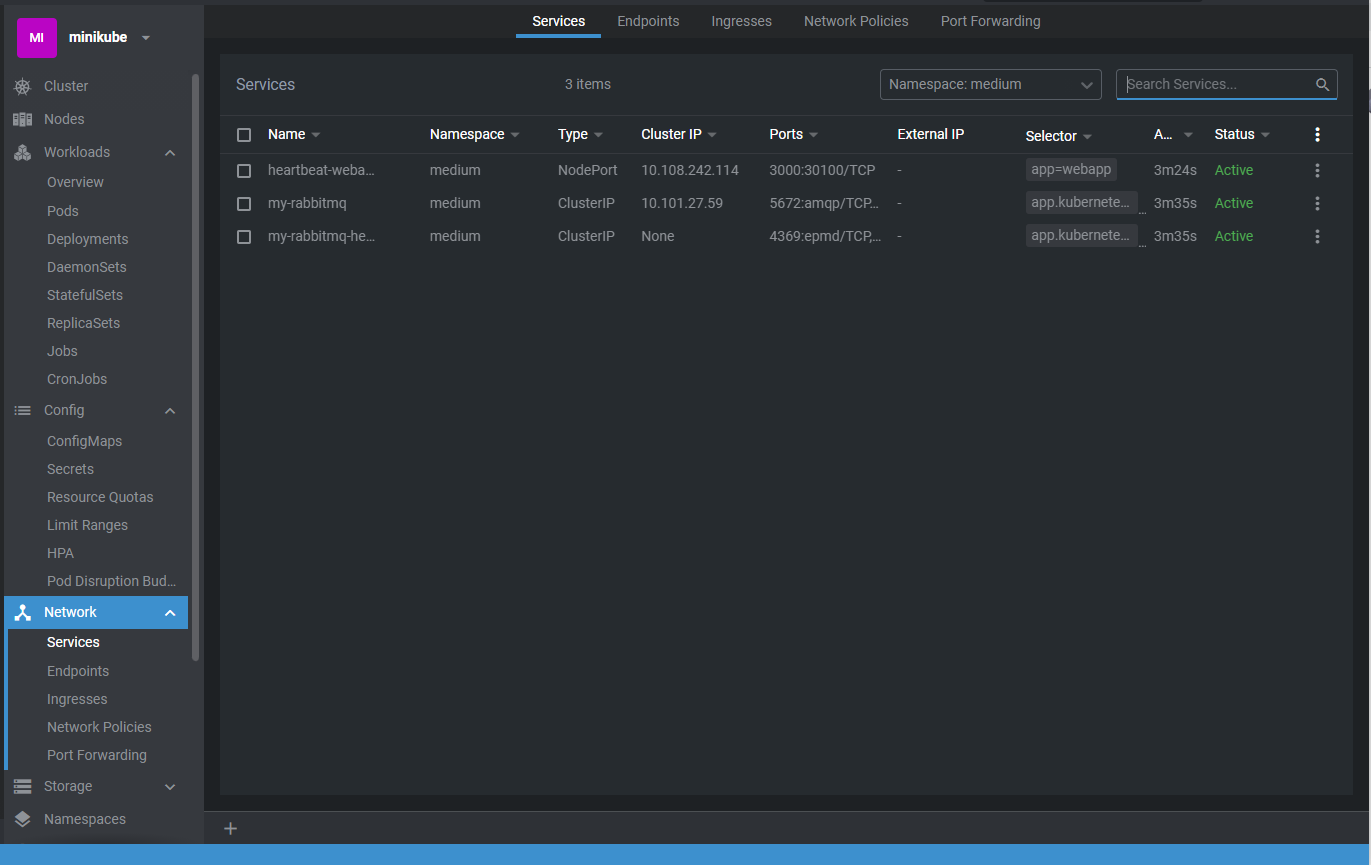 MI minikube
Cluster
Nodes
Workloads
Overview
Pods
Deployments
DaemonSets
StatefulSets
ReplicaSets
Jobs
CronJobs
Config
ConfigMaps
Secrets
Resource Quotas
Limit Ranges
HPA
Pod Disruption Bud...
Network
Services
Endpoints
Ingresses
Network Policies
Port Forwarding
Storage
Namespaces
Services Endpoints Ingresses Network Policies Port Forwarding
Services 3 items Namespace: medium Search Services...
Name Namespace Type Cluster IP Ports External IP Selector A... Status
heartbeat-weba... medium NodePort 10.108.242.114 3000:30100/TCP - app=webapp 3m24s Active
my-rabbitmq medium ClusterIP 10.101.27.59 5672:amqp/TCP... - app.kubernete... ... 3m35s Active
my-rabbitmq-he... medium ClusterIP None 4369:epmd/TCP,... - app.kubernete... ... 3m35s Active